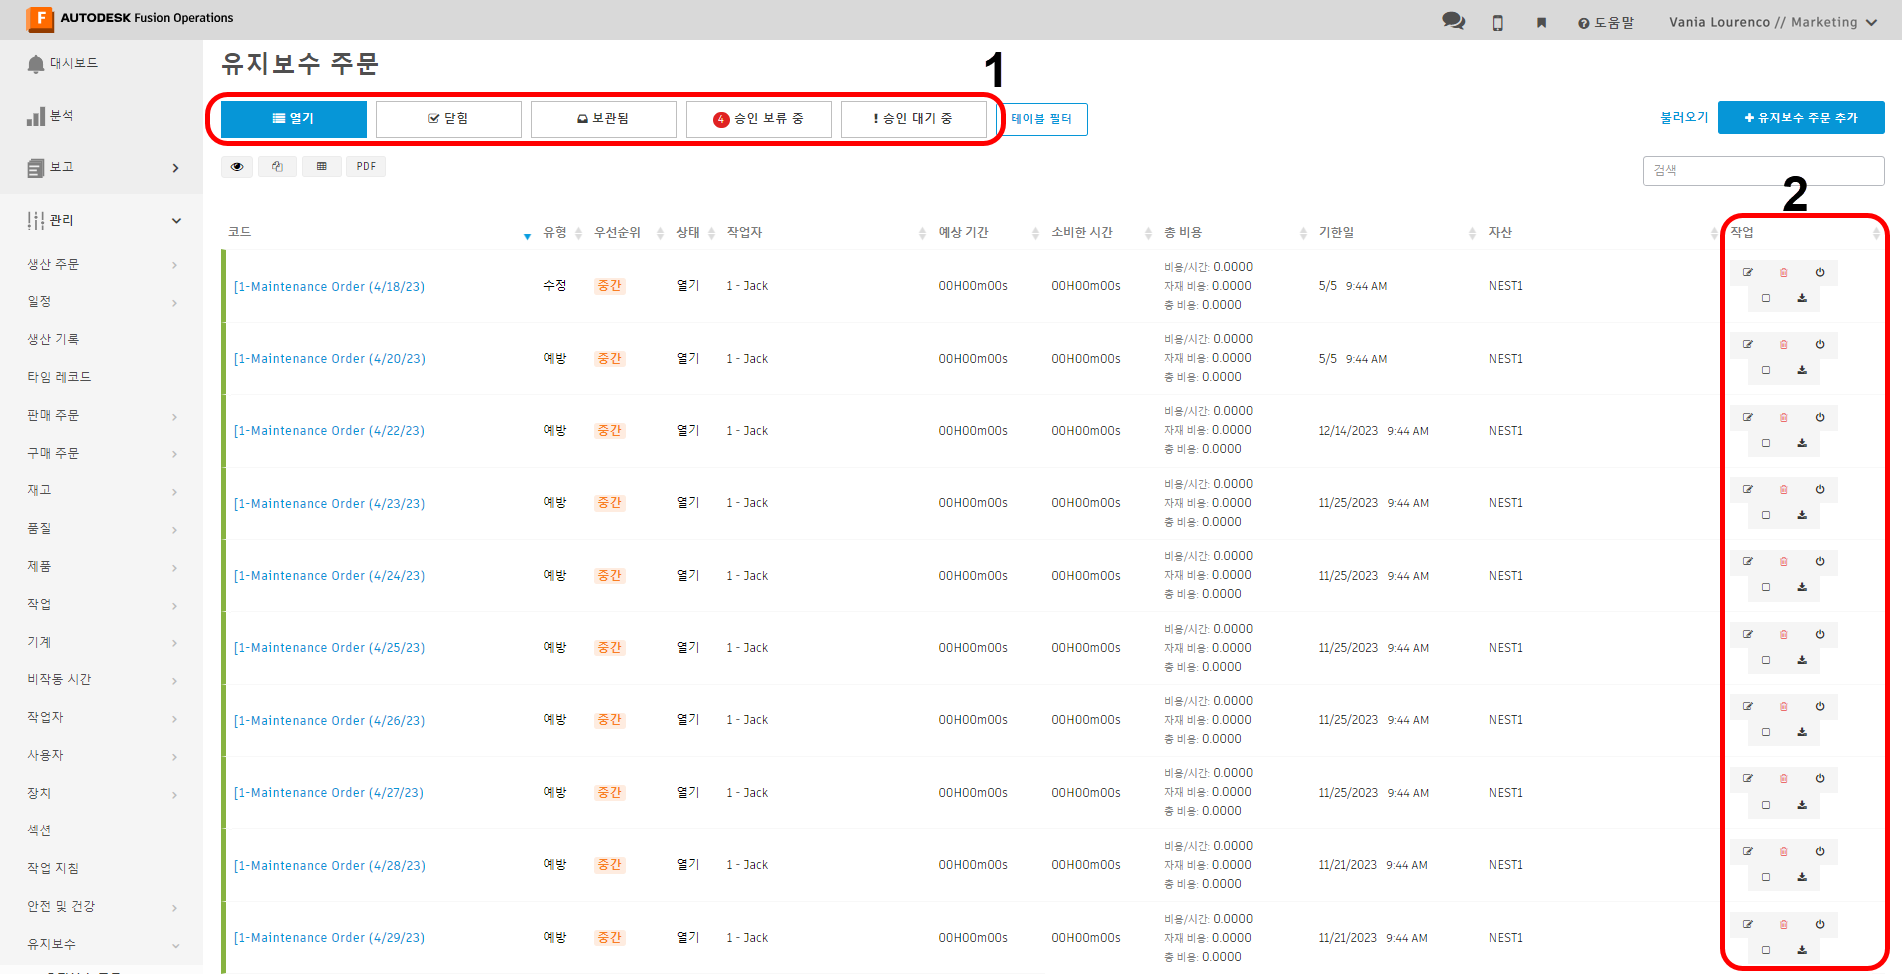 F AUTODESK Fusion Operations
도움말
Vania Lourenco // Marketing
대시보드
분석
보고
관리
생산 주문
일정
생산 기록
타임 레코드
판매 주문
구매 주문
재고
품질
제품
작업
기계
비작동 시간
작업자
사용자
장치
섹션
작업 지침
안전 및 건강
유지보수
유지보수 주문
1
열기 닫힘 보관됨 4 승인 보류 중 ! 승인 대기 중 테이블 필터
불러오기 + 유지보수 주문 추가
PDF
검색
2
코드 유형 우선순위 상태 작업자 예상 기간 소비한 시간 총 비용 기한일 자산 작업
비용/시간: 0.0000
[1-Maintenance Order (4/18/23) 수정 중간 열기 1 - Jack 00H00m00s 00H00m00s 자재 비용: 0.0000 5/5 9:44 AM NEST1
총 비용: 0.0000
비용/시간: 0.0000
[1-Maintenance Order (4/20/23) 예방 중간 열기 1 - Jack 00H00m00s 00H00m00s 자재 비용: 0.0000 5/5 9:44 AM NEST1
총 비용: 0.0000
비용/시간: 0.0000
[1-Maintenance Order (4/22/23) 예방 중간 열기 1 - Jack 00H00m00s 00H00m00s 자재 비용: 0.0000 12/14/2023 9:44 AM NEST1
총 비용: 0.0000
비용/시간: 0.0000
[1-Maintenance Order (4/23/23) 예방 중간 열기 1 - Jack 00H00m00s 00H00m00s 자재 비용: 0.0000 11/25/2023 9:44 AM NEST1
총 비용: 0.0000
비용/시간: 0.0000
[1-Maintenance Order (4/24/23) 예방 중간 열기 1 - Jack 00H00m00s 00H00m00s 자재 비용: 0.0000 11/25/2023 9:44 AM NEST1
총 비용: 0.0000
비용/시간: 0.0000
[1-Maintenance Order (4/25/23) 예방 중간 열기 1 - Jack 00H00m00s 00H00m00s 자재 비용: 0.0000 11/25/2023 9:44 AM NEST1
총 비용: 0.0000
비용/시간: 0.0000
[1-Maintenance Order (4/26/23) 예방 중간 열기 1 - Jack 00H00m00s 00H00m00s 자재 비용: 0.0000 11/25/2023 9:44 AM NEST1
총 비용: 0.0000
비용/시간: 0.0000
[1-Maintenance Order (4/27/23) 예방 중간 열기 1 - Jack 00H00m00s 00H00m00s 자재 비용: 0.0000 11/25/2023 9:44 AM NEST1
총 비용: 0.0000
비용/시간: 0.0000
[1-Maintenance Order (4/28/23) 예방 중간 열기 1 - Jack 00H00m00s 00H00m00s 자재 비용: 0.0000 11/21/2023 9:44 AM NEST1
총 비용: 0.0000
비용/시간: 0.0000
[1-Maintenance Order (4/29/23) 예방 중간 열기 1 - Jack 00H00m00s 00H00m00s 자재 비용: 0.0000 11/21/2023 9:44 AM NEST1
총 비용: 0.0000